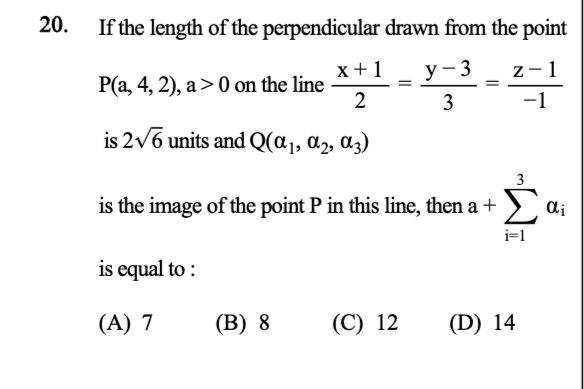 20. If the length of the perpendicular drawn from the point
P(a, 4, 2), a > 0 on the line (x + 1)/2 = (y − 3)/3 = (z − 1)/−1
is 2√6 units and Q(α₁, α₂, α₃)
is the image of the point P in this line, then a + ∑_{i=1}^{3} αᵢ
is equal to :
(A) 7 (B) 8 (C) 12 (D) 14